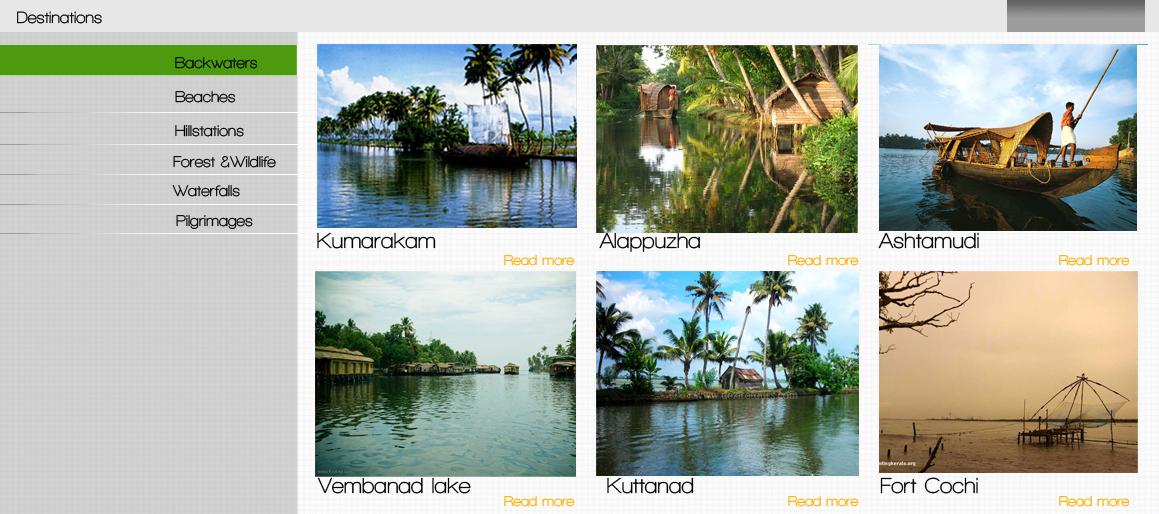 Destinations
Backwaters
Beaches
Hillstations
Forest &Wildlife
Waterfalls
Pilgrimages
Kumarakam
Read more
Alappuzha
Read more
Ashtamudi
Read more
Vembanad lake
Read more
Kuttanad
Read more
Fort Cochi
Read more